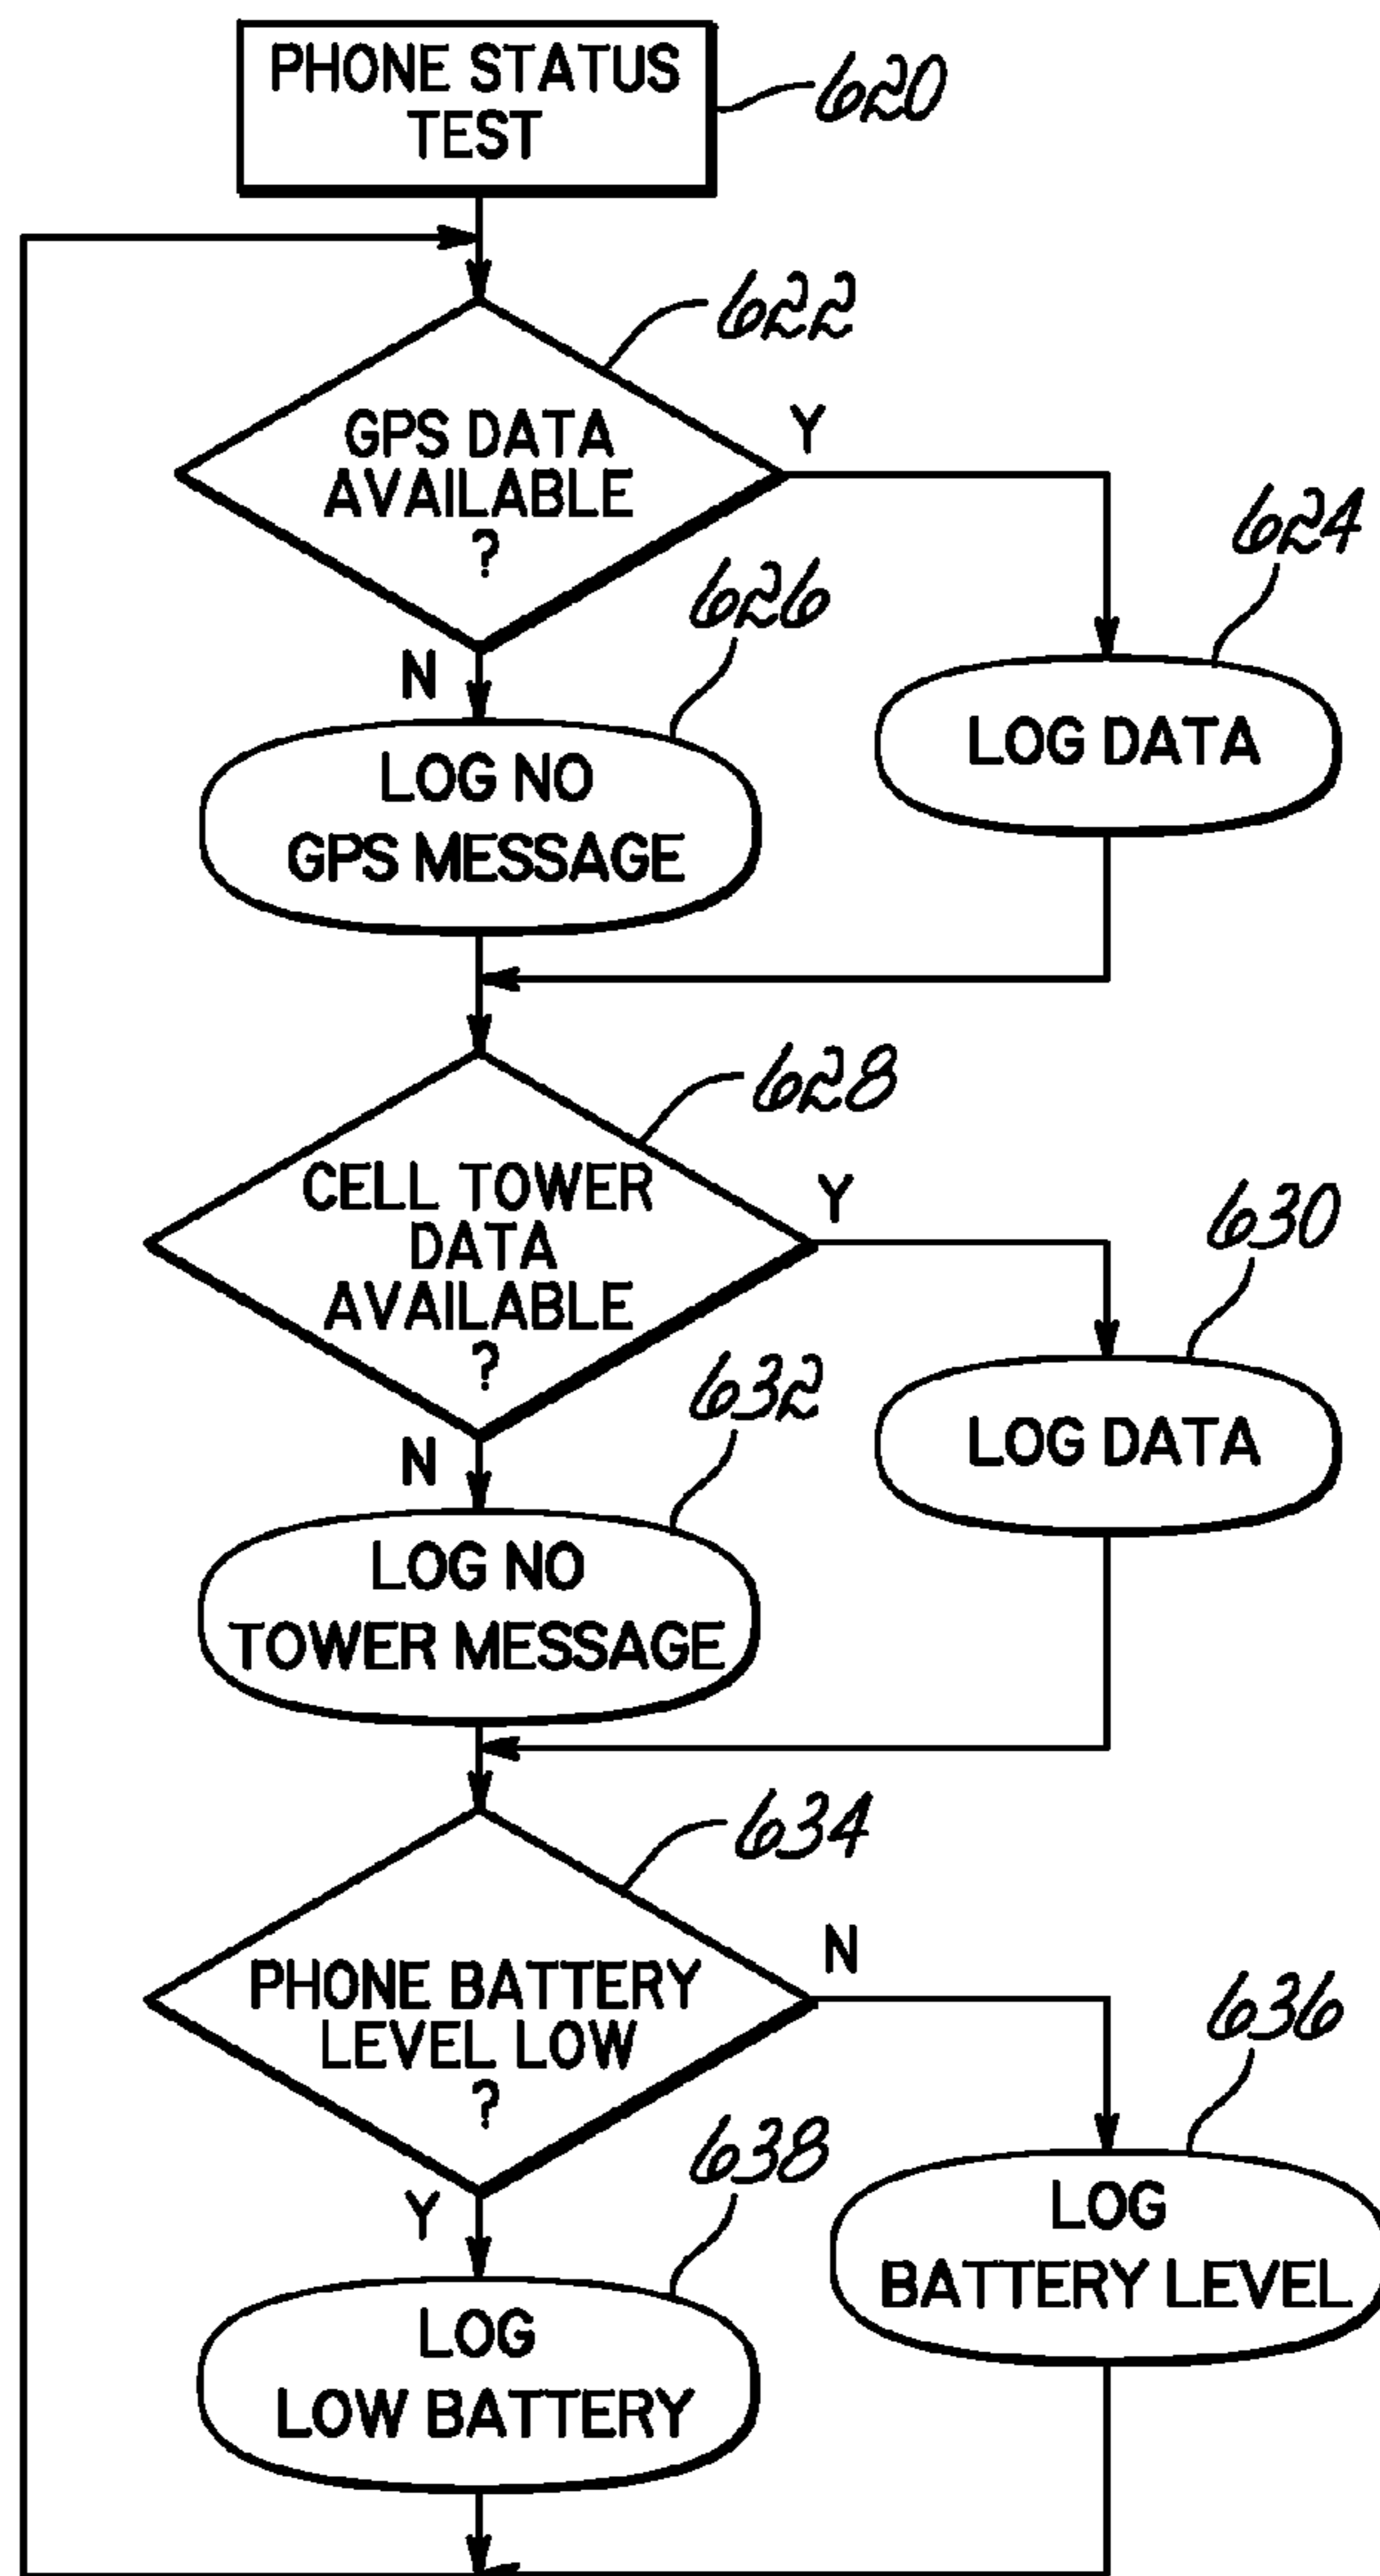 PHONE STATUS
TEST
620
622
GPS DATA
AVAILABLE
?
Y
N
624
LOG DATA
626
LOG NO
GPS MESSAGE
628
CELL TOWER
DATA
AVAILABLE
?
Y
N
630
LOG DATA
632
LOG NO
TOWER MESSAGE
634
PHONE BATTERY
LEVEL LOW
?
N
Y
636
LOG
BATTERY LEVEL
638
LOG
LOW BATTERY